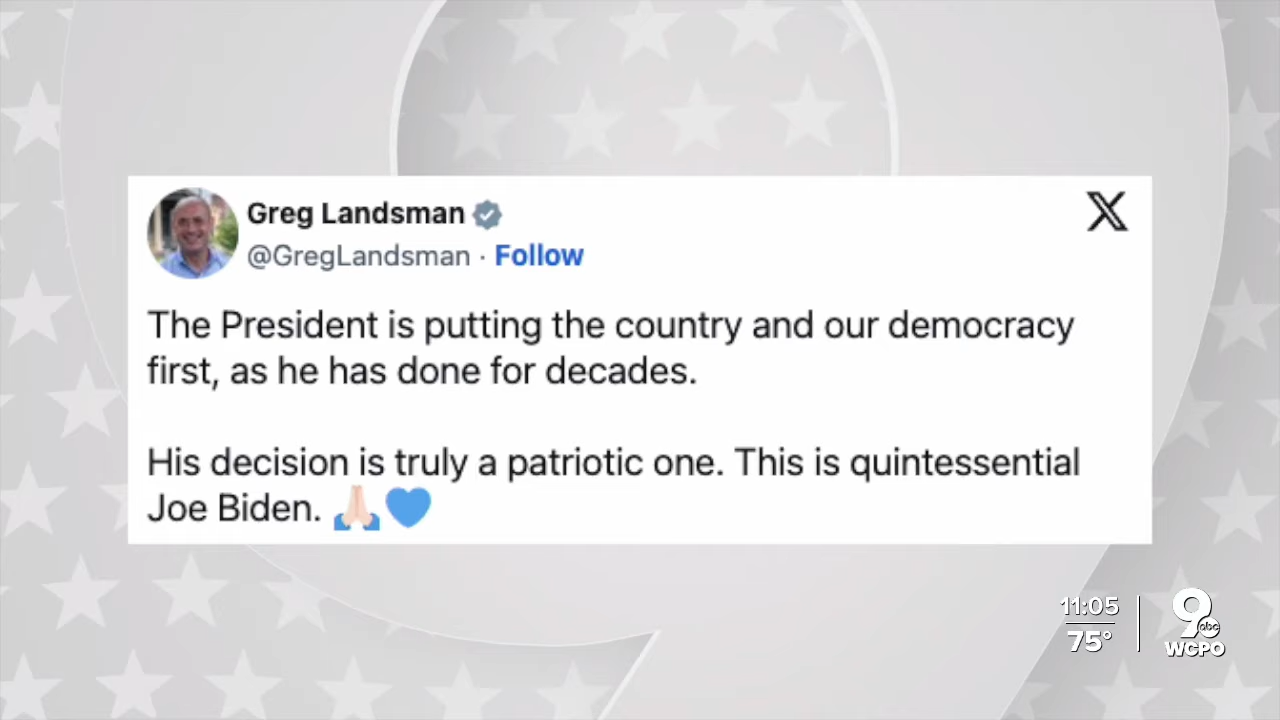 Greg Landsman
@GregLandsman · Follow
The President is putting the country and our democracy
first, as he has done for decades.
His decision is truly a patriotic one. This is quintessential
Joe Biden. 🙏🏻💙
11:05
75°
9
abc
WCPO